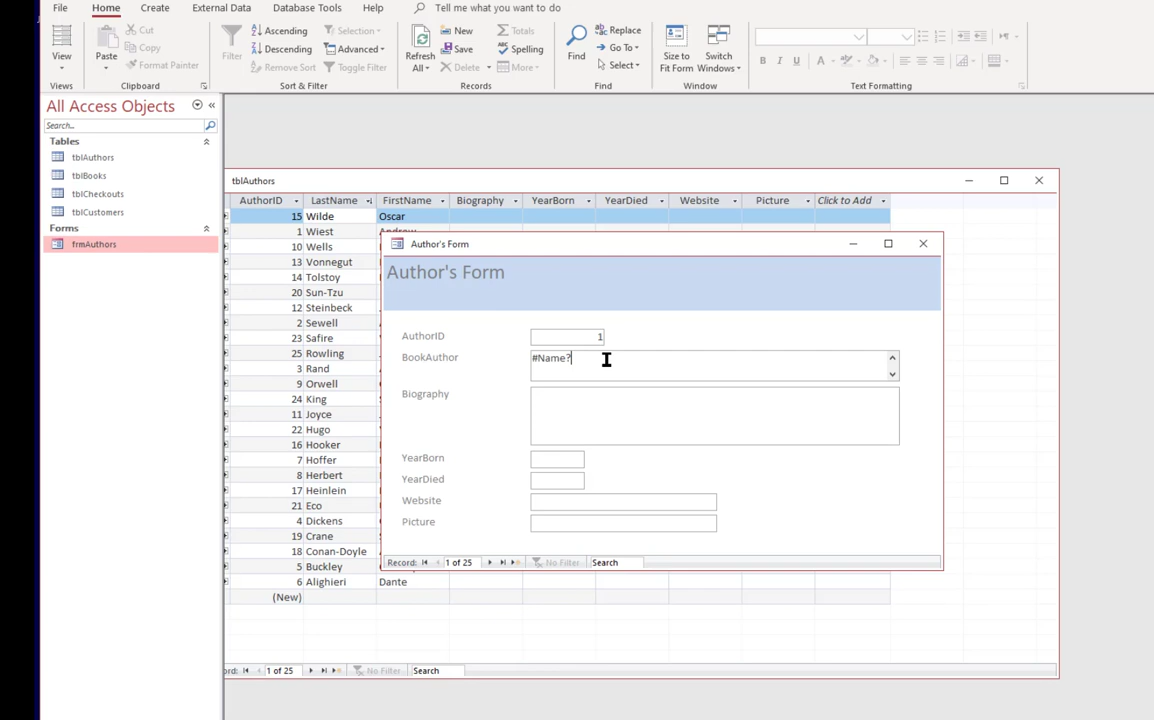 File Home Create External Data Database Tools Help Tell me what you want to do
View
Views
Paste
Cut
Copy
Format Painter
Clipboard
Filter
Ascending
Descending
Remove Sort
Selection
Advanced
Toggle Filter
Sort & Filter
Refresh
All
New
Save
Delete
Totals
Spelling
More
Records
Find
Replace
Go To
Select
Find
Size to
Fit Form
Switch
Windows
Window
B I U A
Text Formatting
All Access Objects
Search...
Tables
tblAuthors
tblBooks
tblCheckouts
tblCustomers
Forms
frmAuthors
tblAuthors
AuthorID LastName FirstName Biography YearBorn YearDied Website Picture Click to Add
15 Wilde Oscar
1 Wiest Andrew
10 Wells
13 Vonnegut
14 Tolstoy
20 Sun-Tzu
12 Steinbeck
2 Sewell
23 Safire
25 Rowling
3 Rand
9 Orwell
24 King
11 Joyce
22 Hugo
16 Hooker
7 Hoffer
8 Herbert
17 Heinlein
21 Eco
4 Dickens
19 Crane
18 Conan-Doyle
5 Buckley
6 Alighieri Dante
(New)
ord: 1 of 25 No Filter Search
Author's Form
Author's Form
AuthorID 1
BookAuthor #Name?
Biography
YearBorn
YearDied
Website
Picture
Record: 1 of 25 No Filter Search